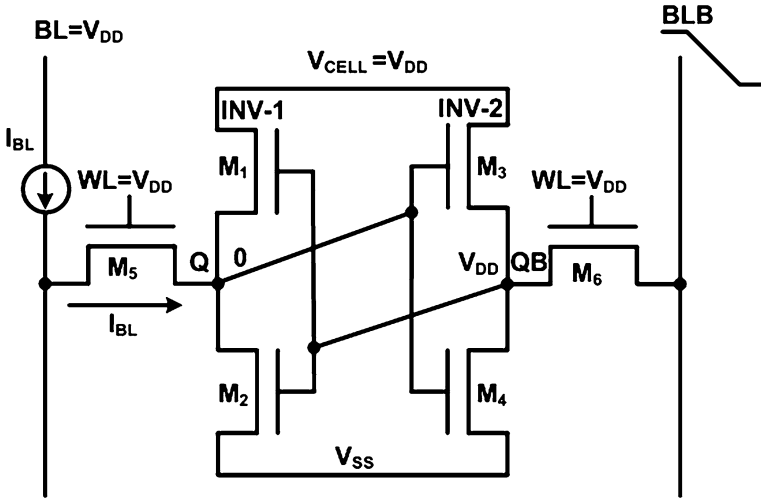 BL=VDD
BLB
VCELL=VDD
INV-1
INV-2
IBL
M1
M3
WL=VDD
WL=VDD
Q
0
VDD
QB
M5
M6
IBL
M2
M4
VSS